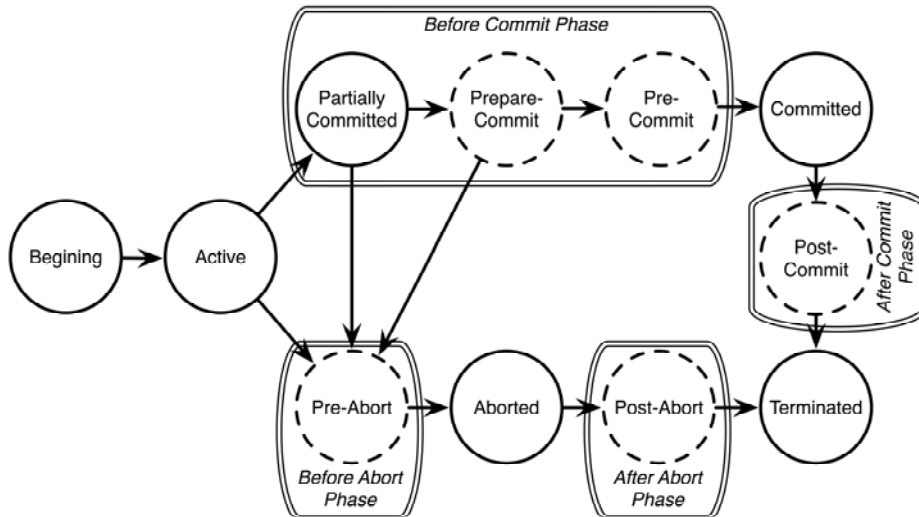 Before Commit Phase
Partially
Committed
Prepare-
Commit
Pre-
Commit
Committed
Begining
Active
Post-
Commit
After Commit
Phase
Pre-Abort
Aborted
Post-Abort
Terminated
Before Abort
Phase
After Abort
Phase